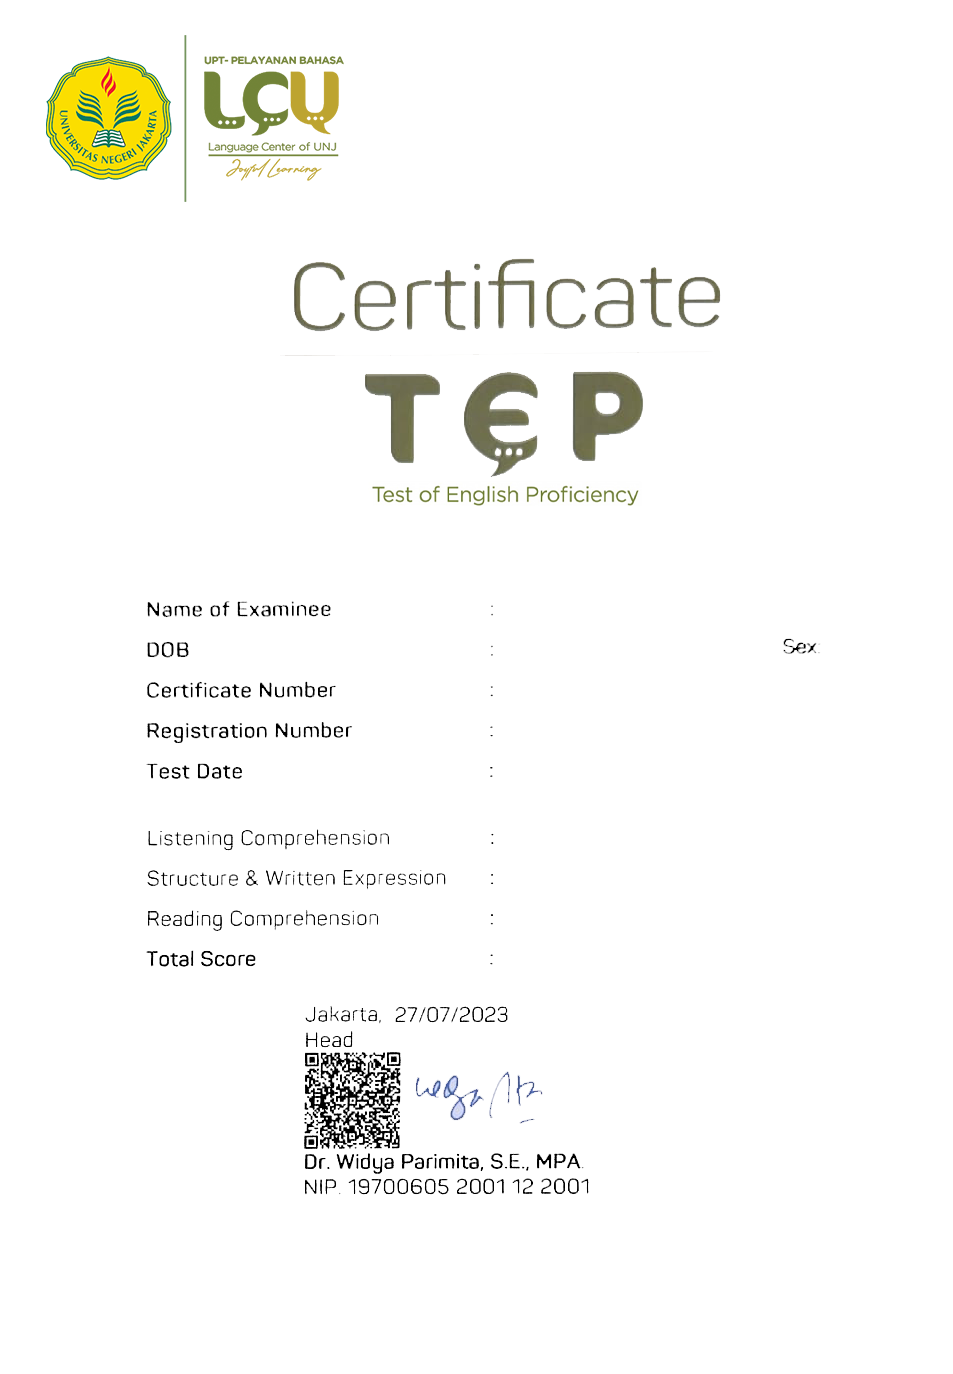 UNIVERSITAS NEGERI JAKARTA
UPT- PELAYANAN BAHASA
LCU
Language Center of UNJ
Joyful Learning
Certificate
TEP
Test of English Proficiency
Name of Examinee :
DOB : Sex:
Certificate Number :
Registration Number :
Test Date :
Listening Comprehension :
Structure & Written Expression :
Reading Comprehension :
Total Score :
Jakarta, 27/07/2023
Head
Dr. Widya Parimita, S.E., MPA.
NIP. 19700605 2001 12 2001